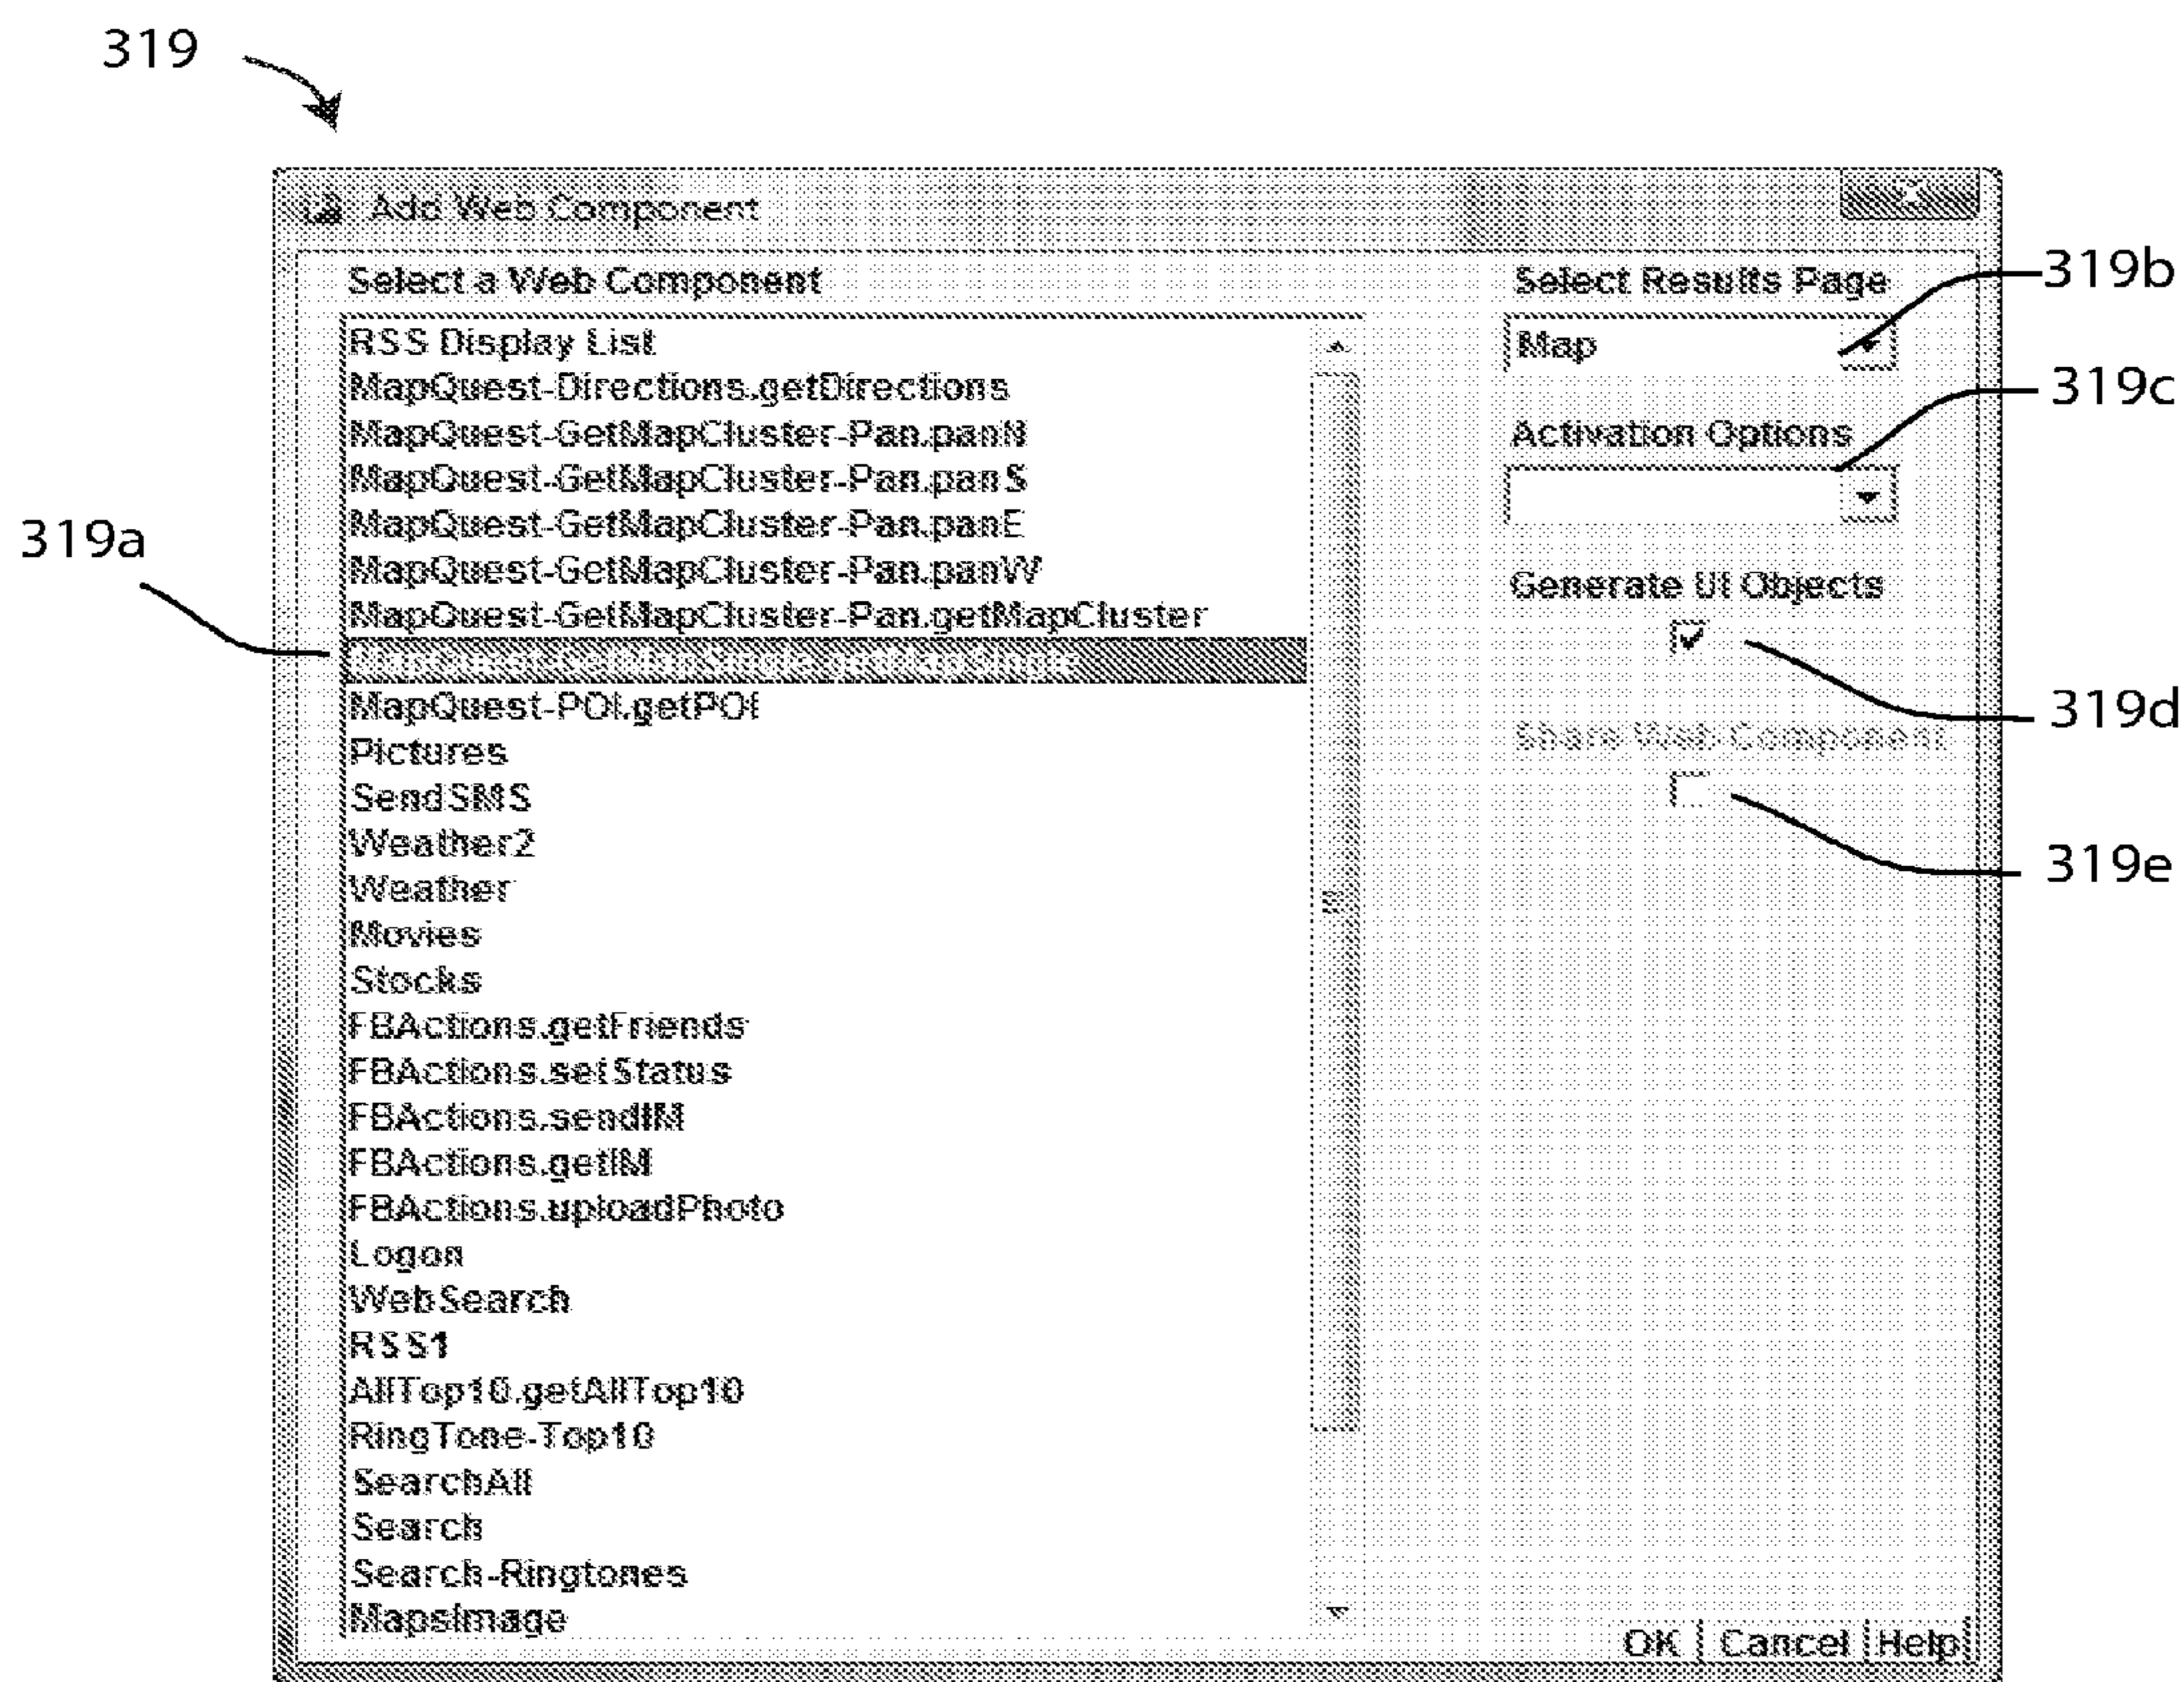 319
Add Web Component
Select a Web Component
RSS Display List
MapQuest-Directions.getDirections
MapQuest-GetMapCluster-Pan.panN
MapQuest-GetMapCluster-Pan.panS
MapQuest-GetMapCluster-Pan.panE
MapQuest-GetMapCluster-Pan.panW
MapQuest-GetMapCluster-Pan.getMapCluster
319a
MapQuest-GetMapSingle.getMapSingle
MapQuest-POI.getPOI
Pictures
SendSMS
Weather2
Weather
Movies
Stocks
FBActions.getFriends
FBActions.setStatus
FBActions.sendIM
FBActions.getIM
FBActions.uploadPhoto
Logon
WebSearch
RSS1
AllTop10.getAllTop10
RingTone-Top10
SearchAll
Search
Search-Ringtones
MapsImage
Select Results Page
319b
Map
319c
Activation Options
Generate UI Objects
319d
Share Web Component
319e
OK
Cancel
Help